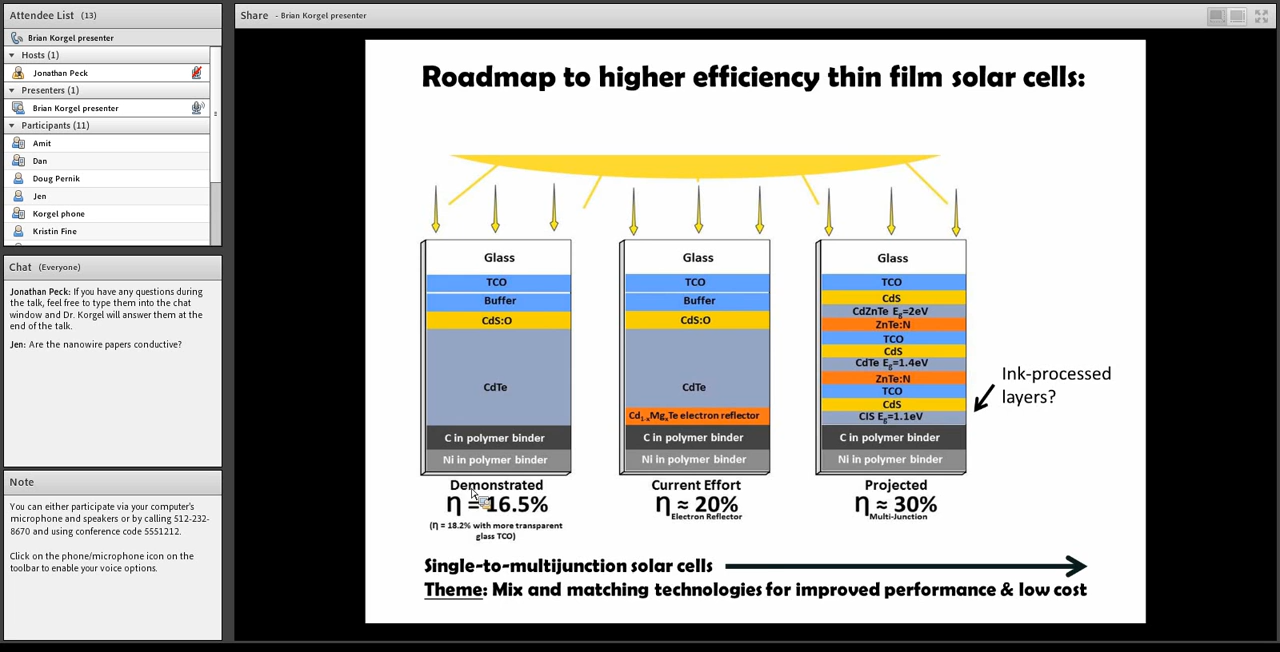 Attendee List (13)
Brian Korgel presenter
Hosts (1)
Jonathan Peck
Presenters (1)
Brian Korgel presenter
Participants (11)
Amit
Dan
Doug Pernik
Jen
Korgel phone
Kristin Fine
Chat (Everyone)
Jonathan Peck: If you have any questions during
the talk, feel free to type them into the chat
window and Dr. Korgel will answer them at the
end of the talk.
Jen: Are the nanowire papers conductive?
Note
You can either participate via your computer's
microphone and speakers or by calling 512-232-
8670 and using conference code 5551212.
Click on the phone/microphone icon on the
toolbar to enable your voice options.
Share - Brian Korgel presenter
Roadmap to higher efficiency thin film solar cells:
Glass
TCO
Buffer
CdS:O
CdTe
C in polymer binder
Ni in polymer binder
Demonstrated
η = 16.5%
(η = 18.2% with more transparent
glass TCO)
Glass
TCO
Buffer
CdS:O
CdTe
Cd1-xMgxTe electron reflector
C in polymer binder
Ni in polymer binder
Current Effort
η ≈ 20%
Electron Reflector
Glass
TCO
CdS
CdZnTe Eg=2eV
ZnTe:N
TCO
CdS
CdTe Eg=1.4eV
ZnTe:N
TCO
CdS
CIS Eg=1.1eV
C in polymer binder
Ni in polymer binder
Projected
η ≈ 30%
Multi-Junction
Ink-processed
layers?
Single-to-multijunction solar cells
Theme: Mix and matching technologies for improved performance & low cost